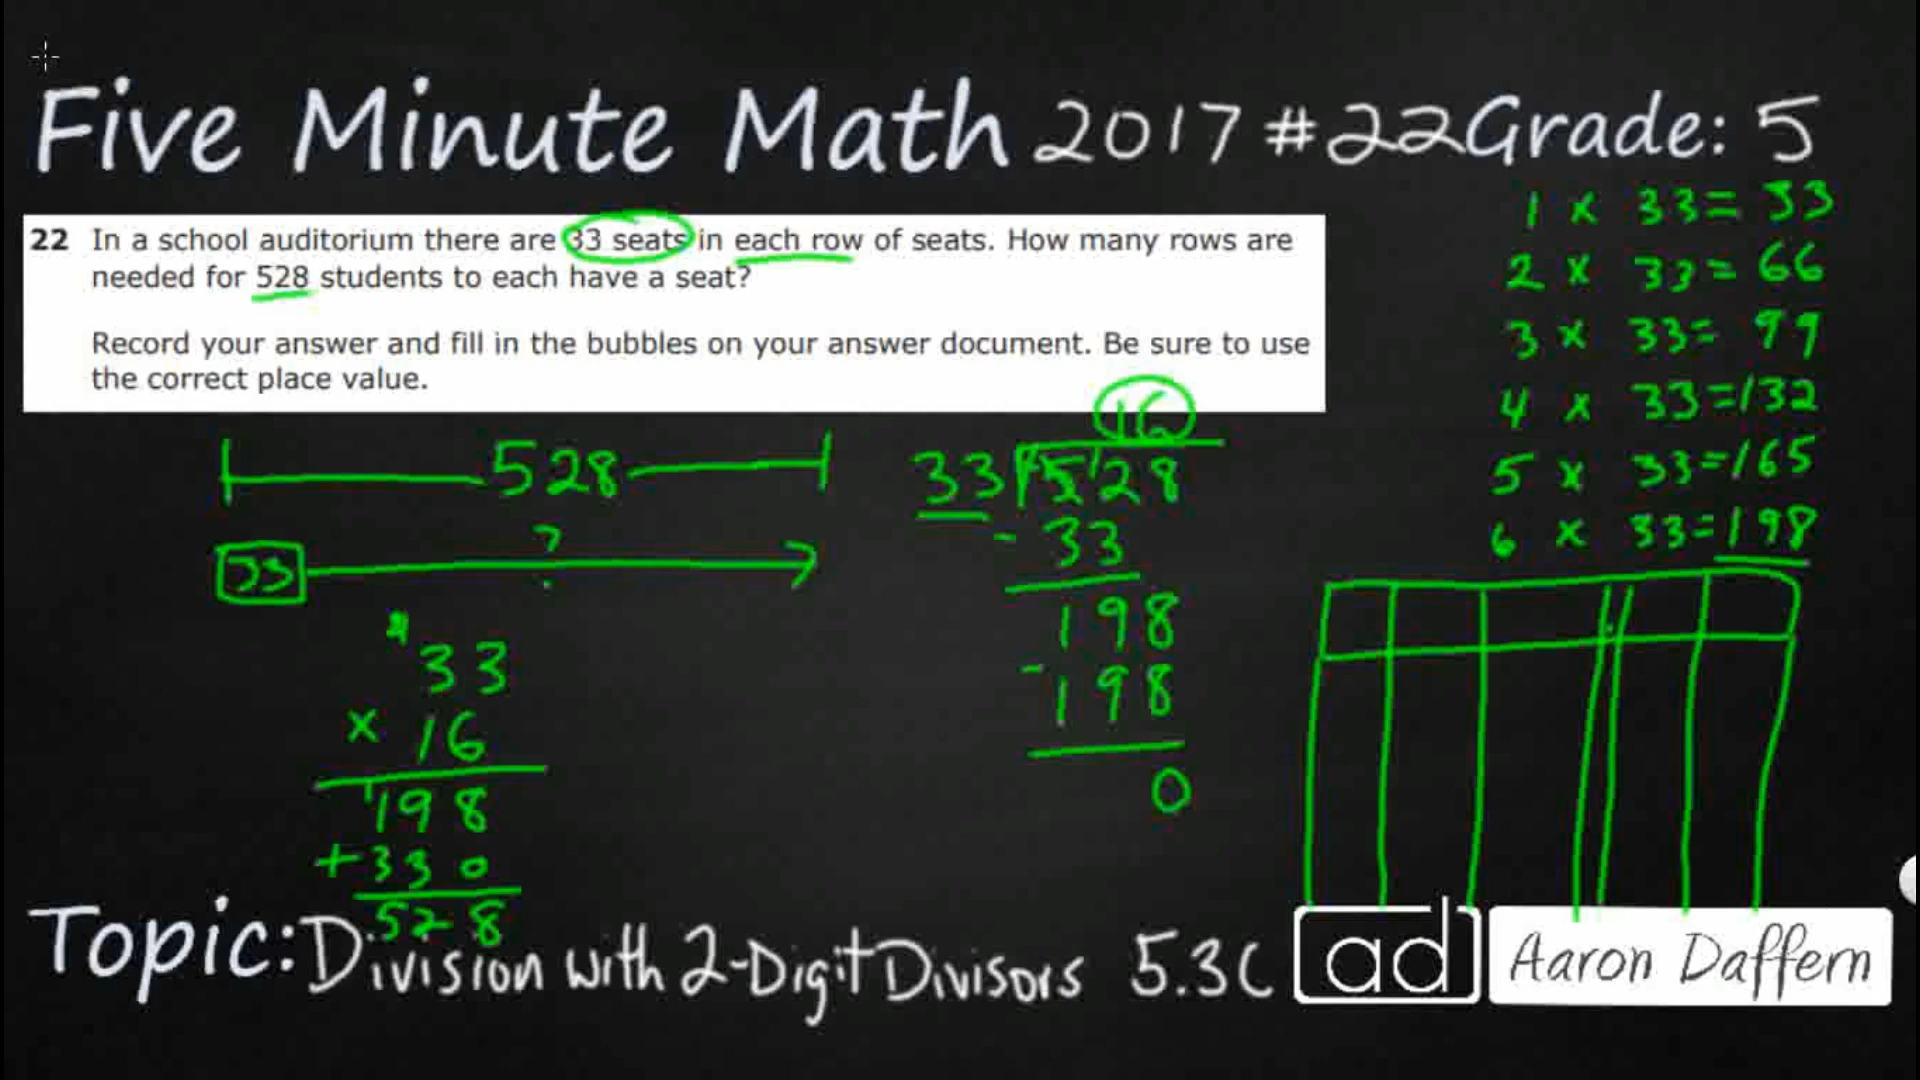 Five Minute Math 2017 #22 Grade: 5
22 In a school auditorium there are 33 seats in each row of seats. How many rows are
needed for 528 students to each have a seat?
Record your answer and fill in the bubbles on your answer document. Be sure to use
the correct place value.
1 x 33 = 33
2 x 33 = 66
3 x 33 = 99
4 x 33 = 132
5 x 33 = 165
6 x 33 = 198
528
33 ?
33
x 16
198
+330
528
16
33 528
- 33
198
- 198
0
Topic: Division with 2-Digit Divisors 5.3C
ad Aaron Daffern